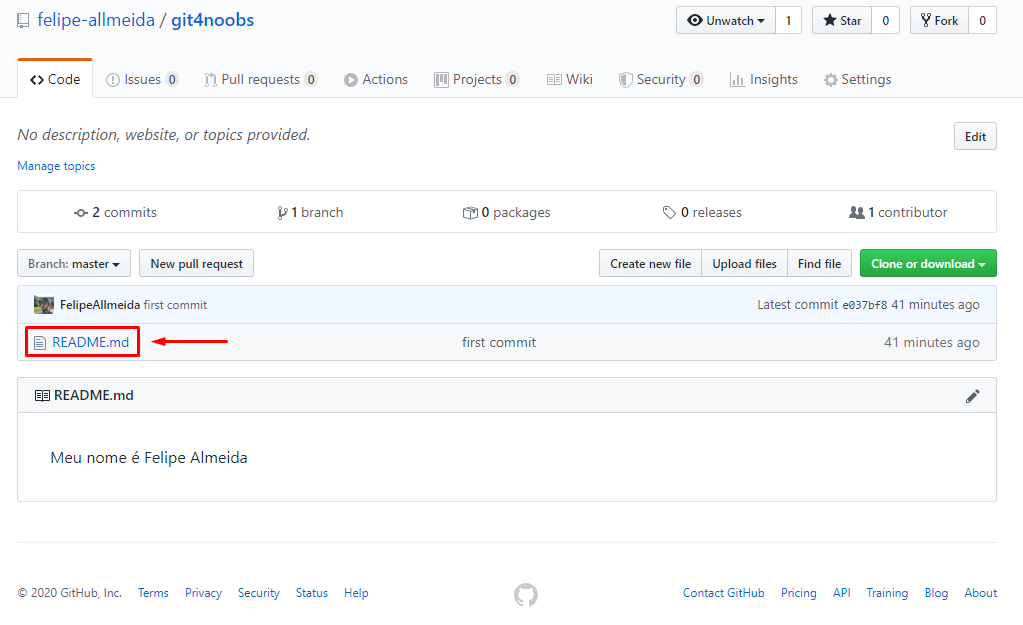 felipe-allmeida / git4noobs Unwatch 1 Star 0 Fork 0
Code Issues 0 Pull requests 0 Actions Projects 0 Wiki Security 0 Insights Settings
No description, website, or topics provided. Edit
Manage topics
2 commits 1 branch 0 packages 0 releases 1 contributor
Branch: master New pull request Create new file Upload files Find file Clone or download
FelipeAllmeida first commit Latest commit e037bf8 41 minutes ago
README.md first commit 41 minutes ago
README.md
Meu nome é Felipe Almeida
© 2020 GitHub, Inc. Terms Privacy Security Status Help Contact GitHub Pricing API Training Blog About